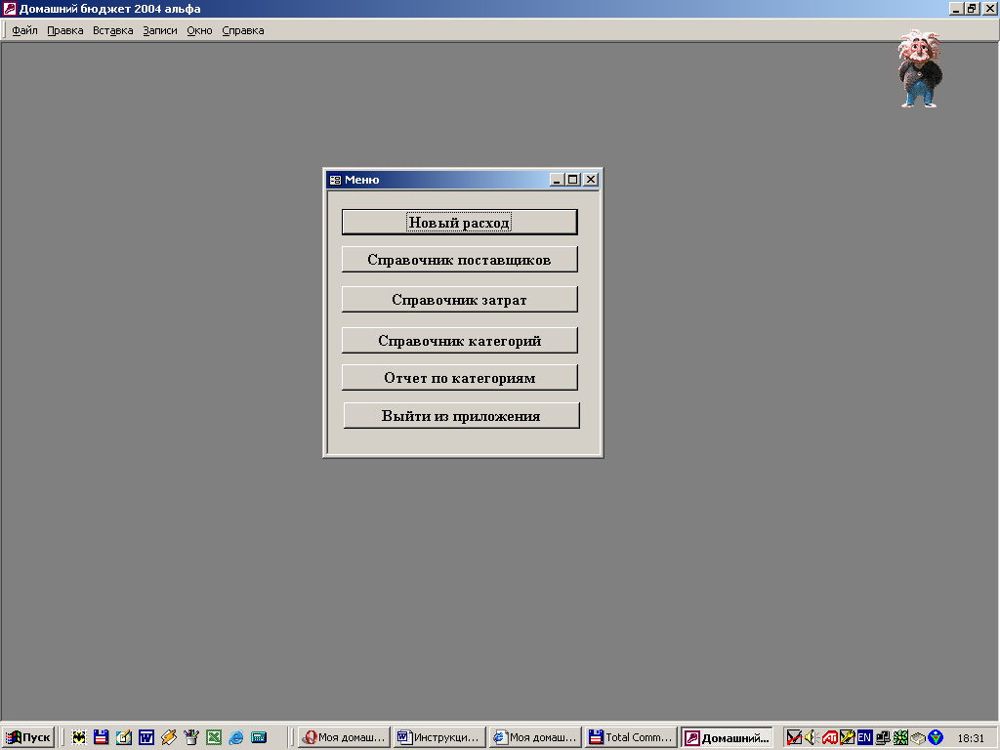 Домашний бюджет 2004 альфа
Файл Правка Вставка Записи Окно Справка
Меню
Новый расход
Справочник поставщиков
Справочник затрат
Справочник категорий
Отчет по категориям
Выйти из приложения
Пуск Моя домаш... Инструкци... Моя домаш... Total Comm... Домашний... EN 18:31